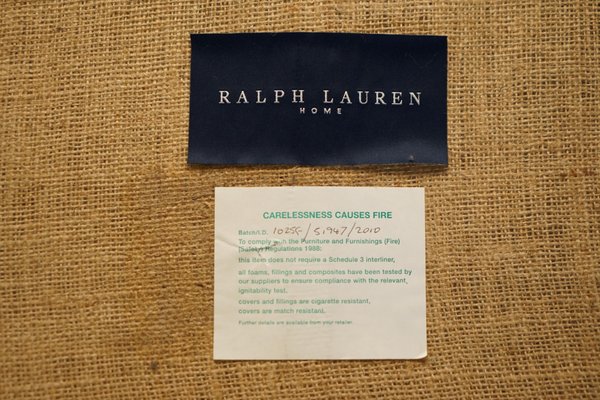 RALPH LAUREN
HOME
CARELESSNESS CAUSES FIRE
Batch/I.D. 1025G/51947/2010
To comply with the Furniture and Furnishings (Fire)
(Safety) Regulations 1988:
this item does not require a Schedule 3 interliner,
all foams, fillings and composites have been tested by
our suppliers to ensure compliance with the relevant
ignitability test.
covers and fillings are cigarette resistant,
covers are match resistant.
Further details are available from your retailer.